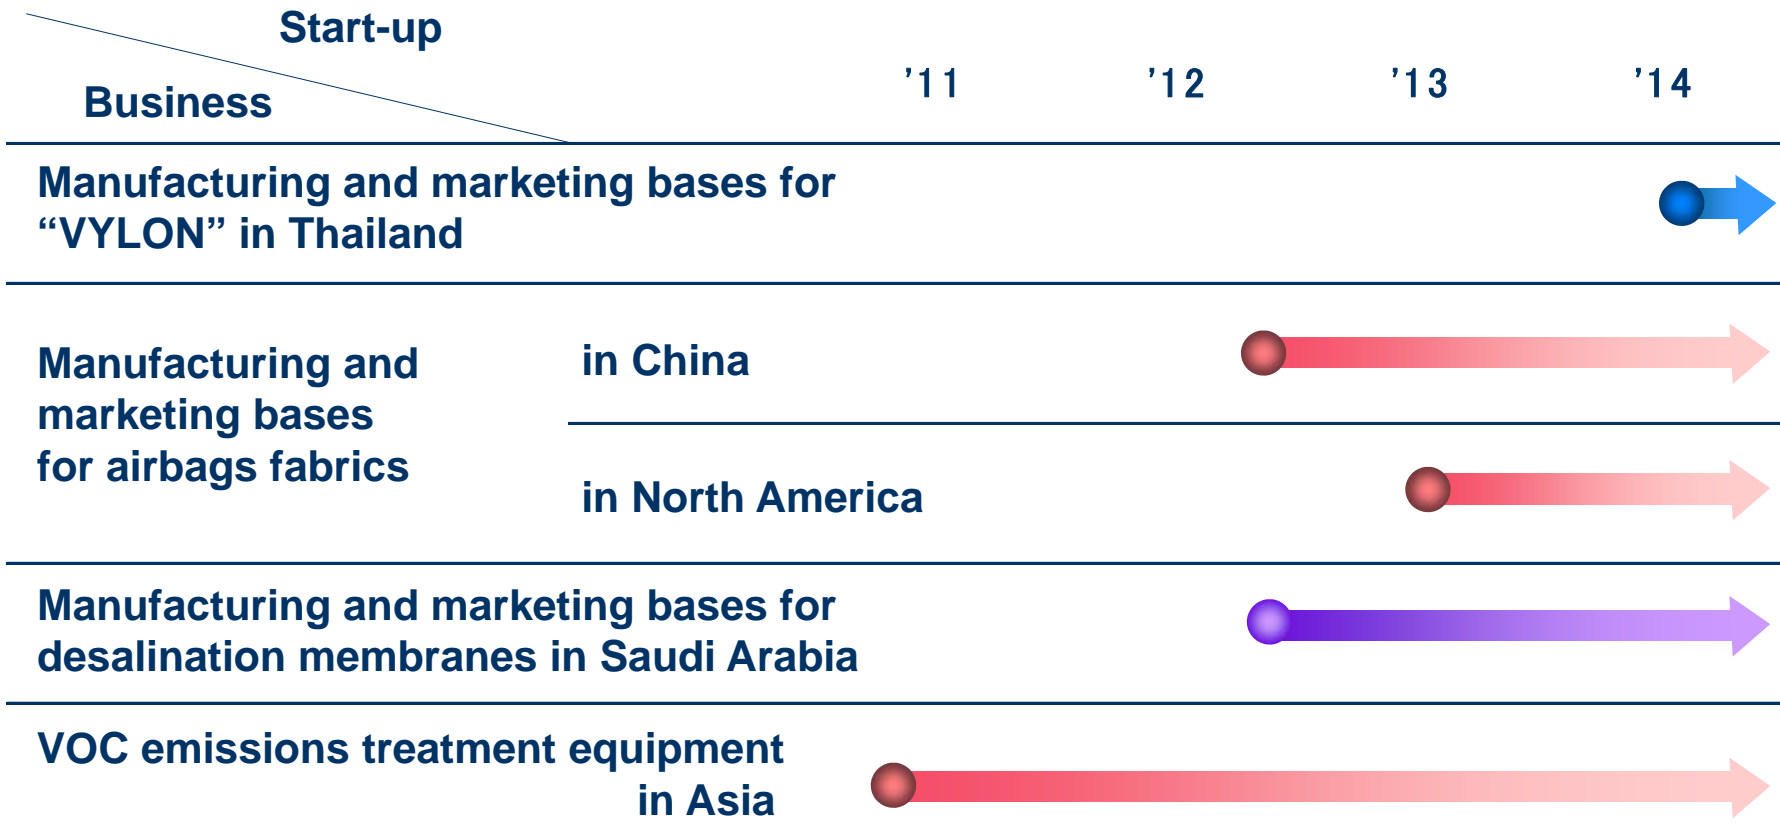 Start-up
Business
’11 ’12 ’13 ’14
Manufacturing and marketing bases for
“VYLON” in Thailand
Manufacturing and
marketing bases
for airbags fabrics
in China
in North America
Manufacturing and marketing bases for
desalination membranes in Saudi Arabia
VOC emissions treatment equipment
in Asia